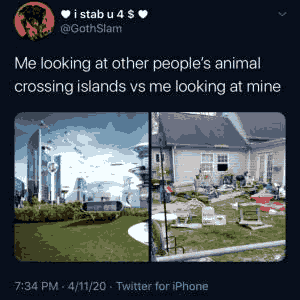 ♥ i stab u 4 $ ♥
@GothSlam
Me looking at other people's animal
crossing islands vs me looking at mine
7:34 PM · 4/11/20 · Twitter for iPhone